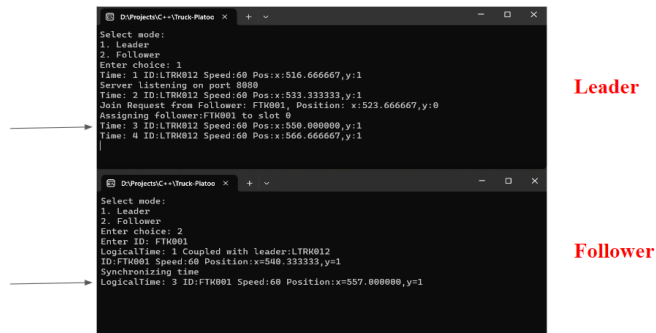 D:\Projects\C++\Truck-Platoo
Select mode:
1. Leader
2. Follower
Enter choice: 1
Time: 1 ID:LTRK012 Speed:60 Pos:x:516.666667,y:1
Server listening on port 8080
Time: 2 ID:LTRK012 Speed:60 Pos:x:533.333333,y:1
Join Request from Follower: FTK001, Position: x:523.666667,y:0
Assigning follower:FTK001 to slot 0
Time: 3 ID:LTRK012 Speed:60 Pos:x:550.000000,y:1
Time: 4 ID:LTRK012 Speed:60 Pos:x:566.666667,y:1
Leader
D:\Projects\C++\Truck-Platoo
Select mode:
1. Leader
2. Follower
Enter choice: 2
Enter ID: FTK001
LogicalTime: 1 Coupled with leader:LTRK012
ID:FTK001 Speed:60 Position:x=540.333333,y=1
Synchronizing time
LogicalTime: 3 ID:FTK001 Speed:60 Position:x=557.000000,y=1
Follower